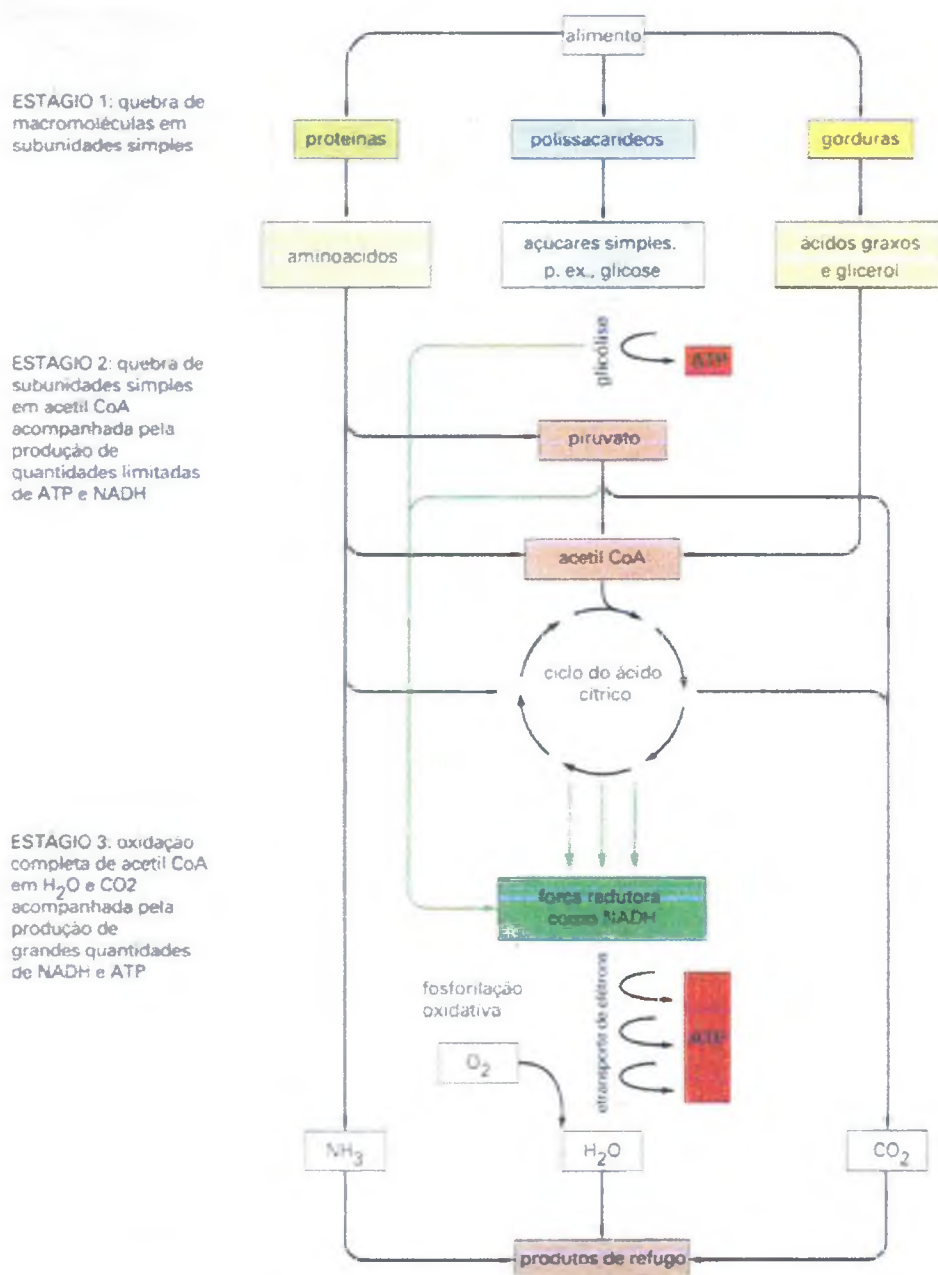 alimento
ESTAGIO 1: quebra de
macromoléculas em
subunidades simples
proteinas
polissacarideos
gorduras
aminoacidos
açucares simples.
p. ex., glicose
ácidos graxos
e glicerol
glicólise
ATP
ESTAGIO 2: quebra de
subunidades simples
em acetil CoA
acompanhada pela
produção de
quantidades limitadas
de ATP e NADH
piruvato
acetil CoA
ciclo do ácido
cítrico
ESTAGIO 3: oxidação
completa de acetil CoA
em H2O e CO2
acompanhada pela
produção de
grandes quantidades
de NADH e ATP
força redutora
como NADH
fosforilação
oxidativa
etransporte de elétrons
ATP
O2
NH3
H2O
CO2
produtos de refugo